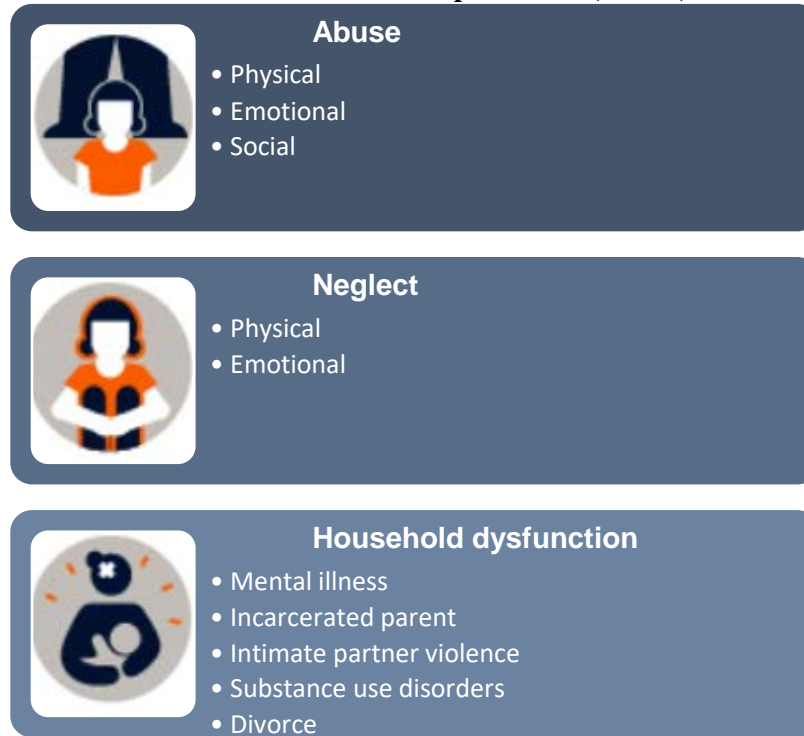 Abuse
• Physical
• Emotional
• Social
Neglect
• Physical
• Emotional
Household dysfunction
• Mental illness
• Incarcerated parent
• Intimate partner violence
• Substance use disorders
• Divorce